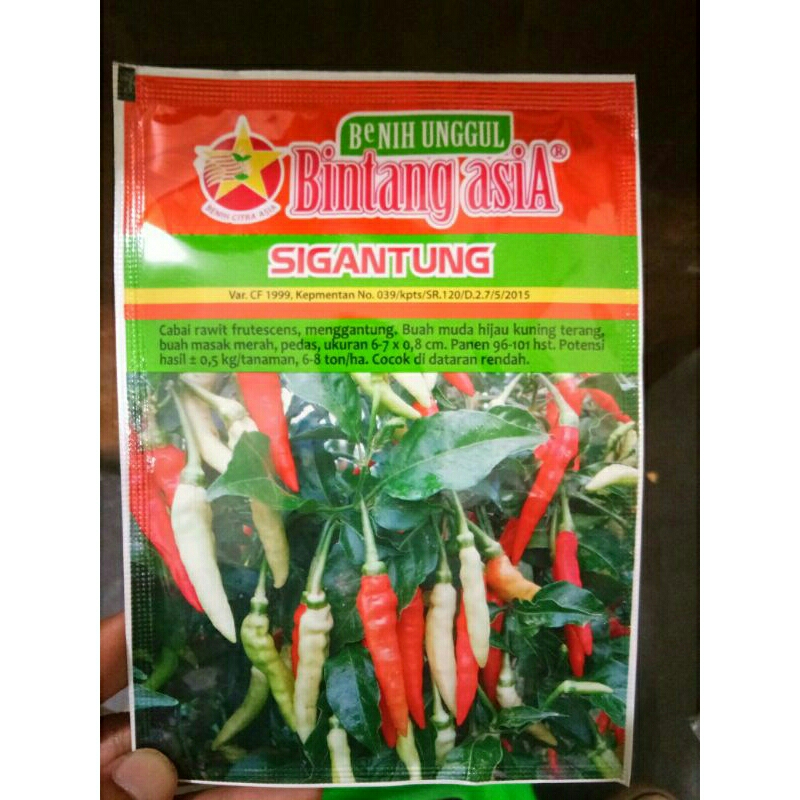 BeNIH UNGGUL
Bintang asiA®
BENIH CITRA ASIA
SIGANTUNG
Var. CF 1999, Kepmentan No. 039/kpts/SR.120/D.2.7/5/2015
Cabai rawit frutescens, menggantung. Buah muda hijau kuning terang,
buah masak merah, pedas, ukuran 6-7 x 0,8 cm. Panen 96-101 hst. Potensi
hasil ± 0,5 kg/tanaman, 6-8 ton/ha. Cocok di dataran rendah.